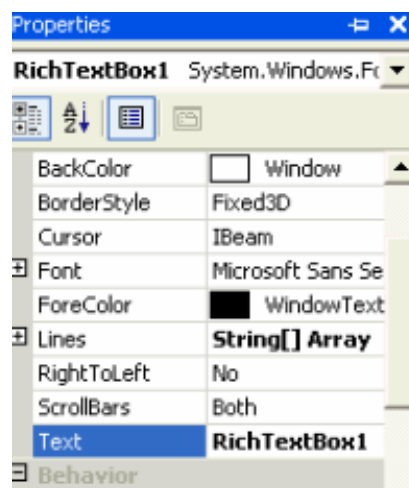 Properties
RichTextBox1 System.Windows.Fo
BackColor Window
BorderStyle Fixed3D
Cursor IBeam
Font Microsoft Sans Se
ForeColor WindowText
Lines String[] Array
RightToLeft No
ScrollBars Both
Text RichTextBox1
Behavior